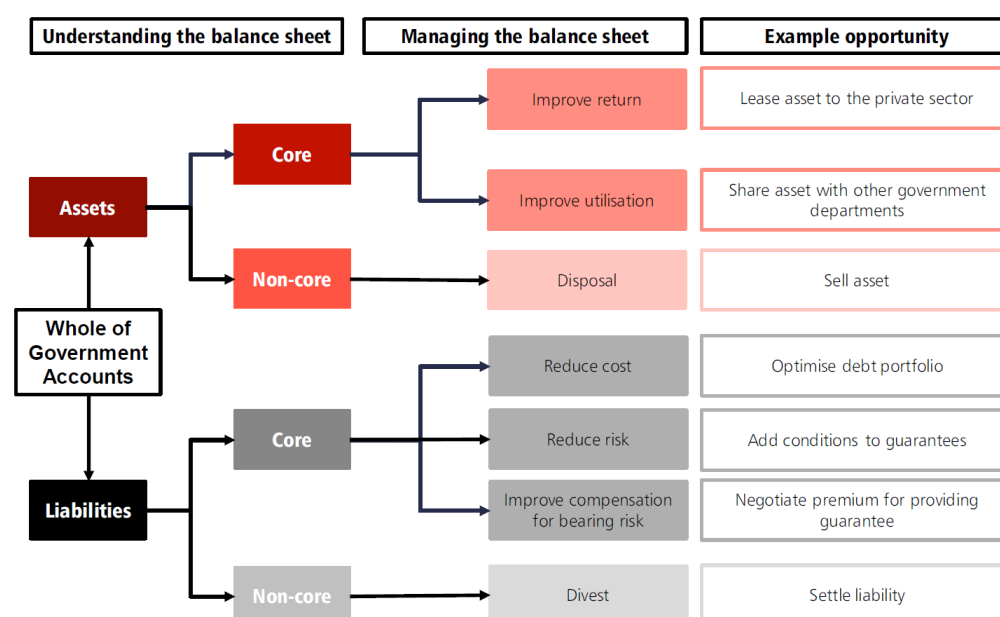 Understanding the balance sheet
Managing the balance sheet
Example opportunity
Improve return
Lease asset to the private sector
Core
Assets
Improve utilisation
Share asset with other government
departments
Non-core
Disposal
Sell asset
Whole of
Government
Accounts
Reduce cost
Optimise debt portfolio
Core
Reduce risk
Add conditions to guarantees
Liabilities
Improve compensation
for bearing risk
Negotiate premium for providing
guarantee
Non-core
Divest
Settle liability